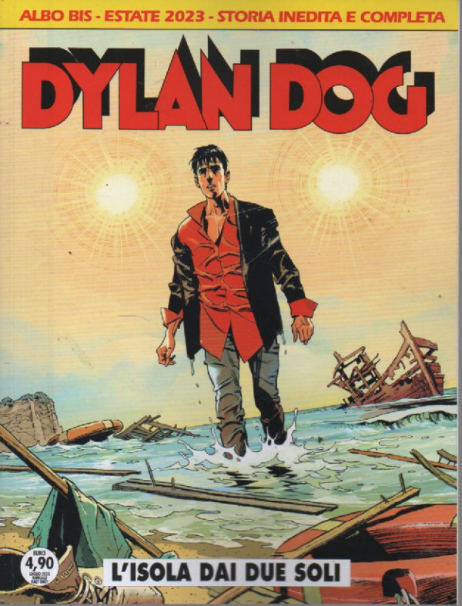 ALBO BIS - ESTATE 2023 - STORIA INEDITA E COMPLETA
DYLAN DOG
EURO
4,90
L'ISOLA DAI DUE SOLI